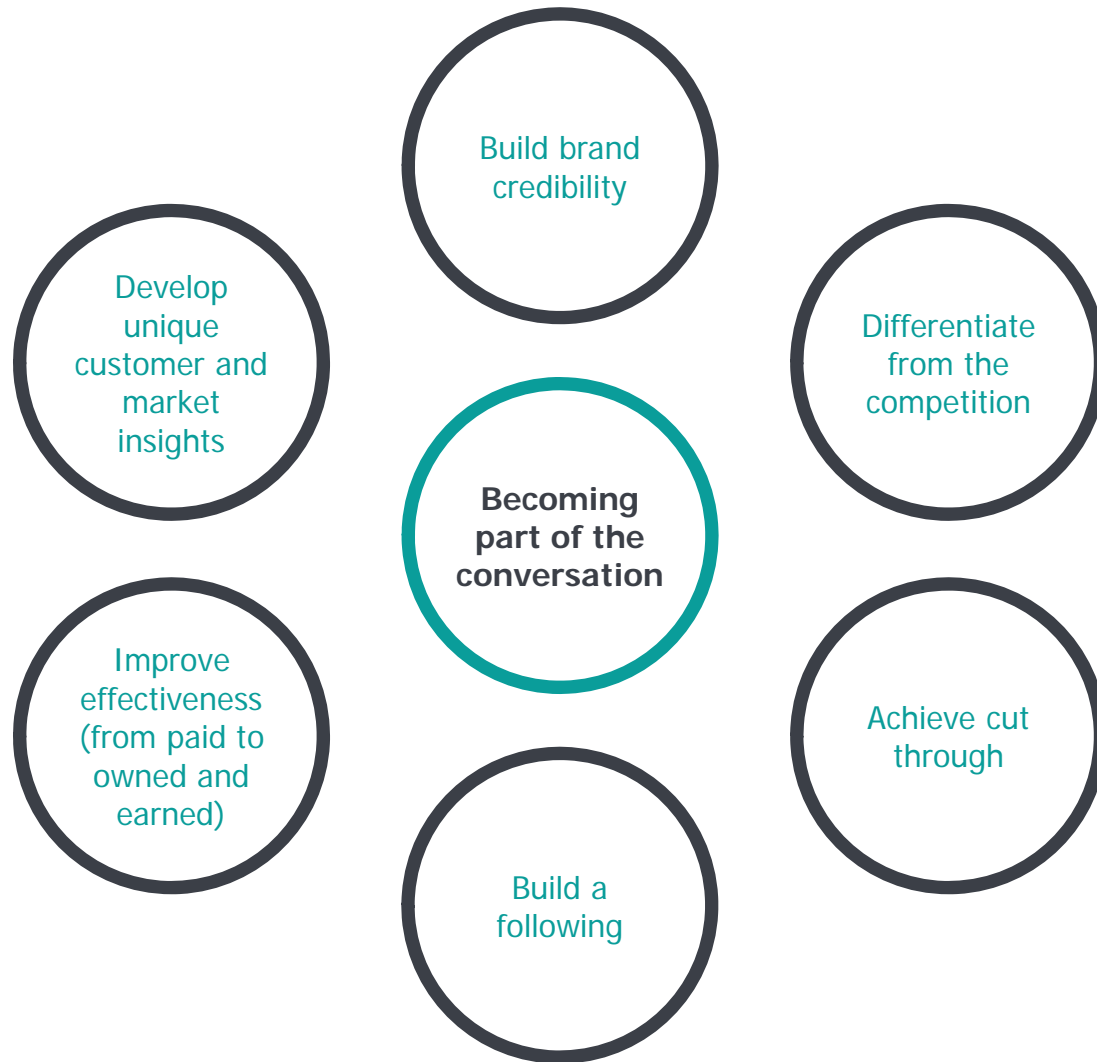 Build brand
credibility
Differentiate
from the
competition
Achieve cut
through
Build a
following
Improve
effectiveness
(from paid to
owned and
earned)
Develop
unique
customer and
market
insights
Becoming
part of the
conversation